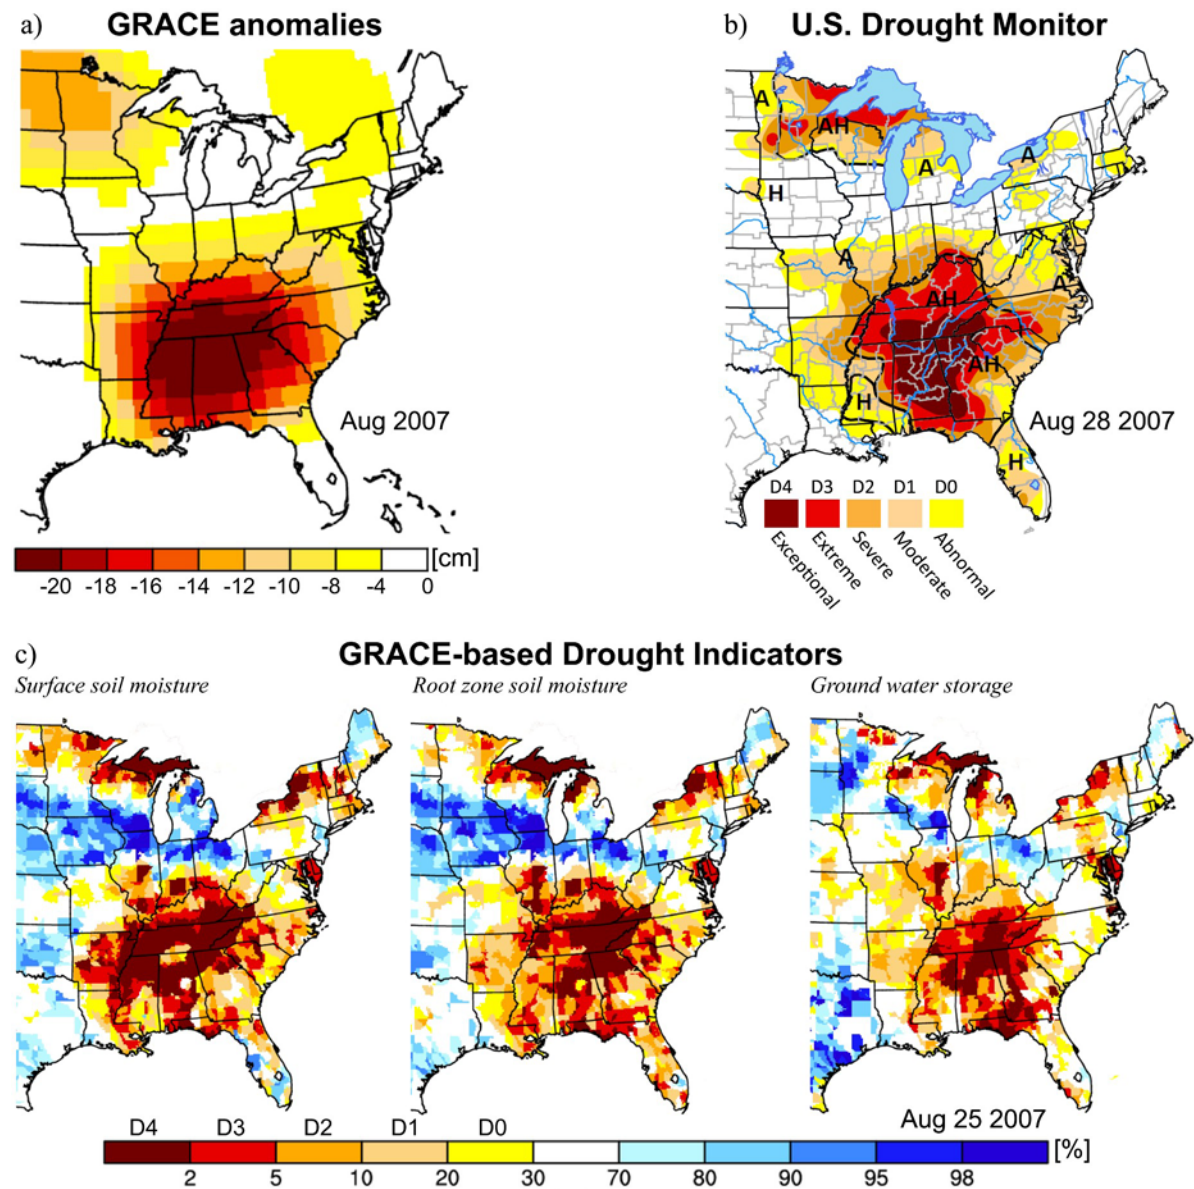 a) GRACE anomalies
b) U.S. Drought Monitor
A
AH
A
A
H
A
A
AH
AH
H
H
Aug 2007
Aug 28 2007
D4 D3 D2 D1 D0
Exceptional
Extreme
Severe
Moderate
Abnormal
[cm]
-20 -18 -16 -14 -12 -10 -8 -4 0
c) GRACE-based Drought Indicators
Surface soil moisture
Root zone soil moisture
Ground water storage
Aug 25 2007
D4 D3 D2 D1 D0
[%]
2 5 10 20 30 70 80 90 95 98